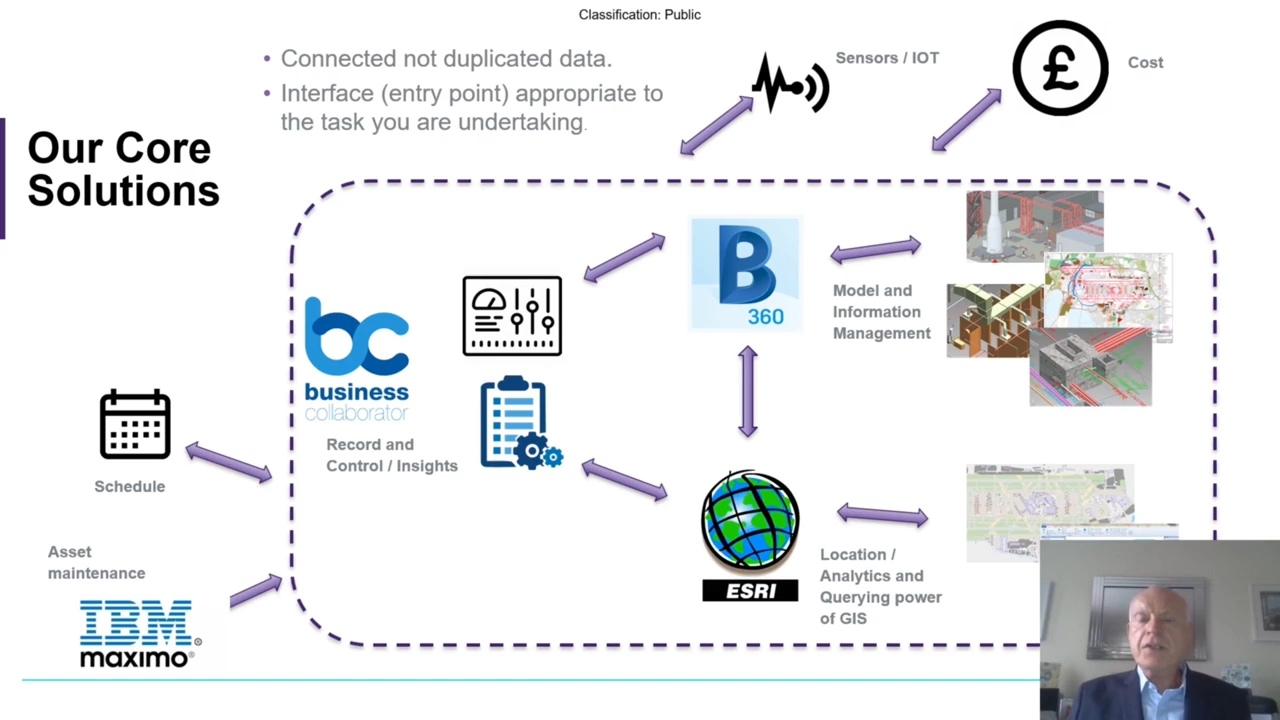 Classification: Public
• Connected not duplicated data.
• Interface (entry point) appropriate to
the task you are undertaking.
Our Core
Solutions
Sensors / IOT
£
Cost
B
360
Model and
Information
Management
bc
business
collaborator
Record and
Control / Insights
Schedule
ESRI
Location /
Analytics and
Querying power
of GIS
Asset
maintenance
IBM®
maximo®